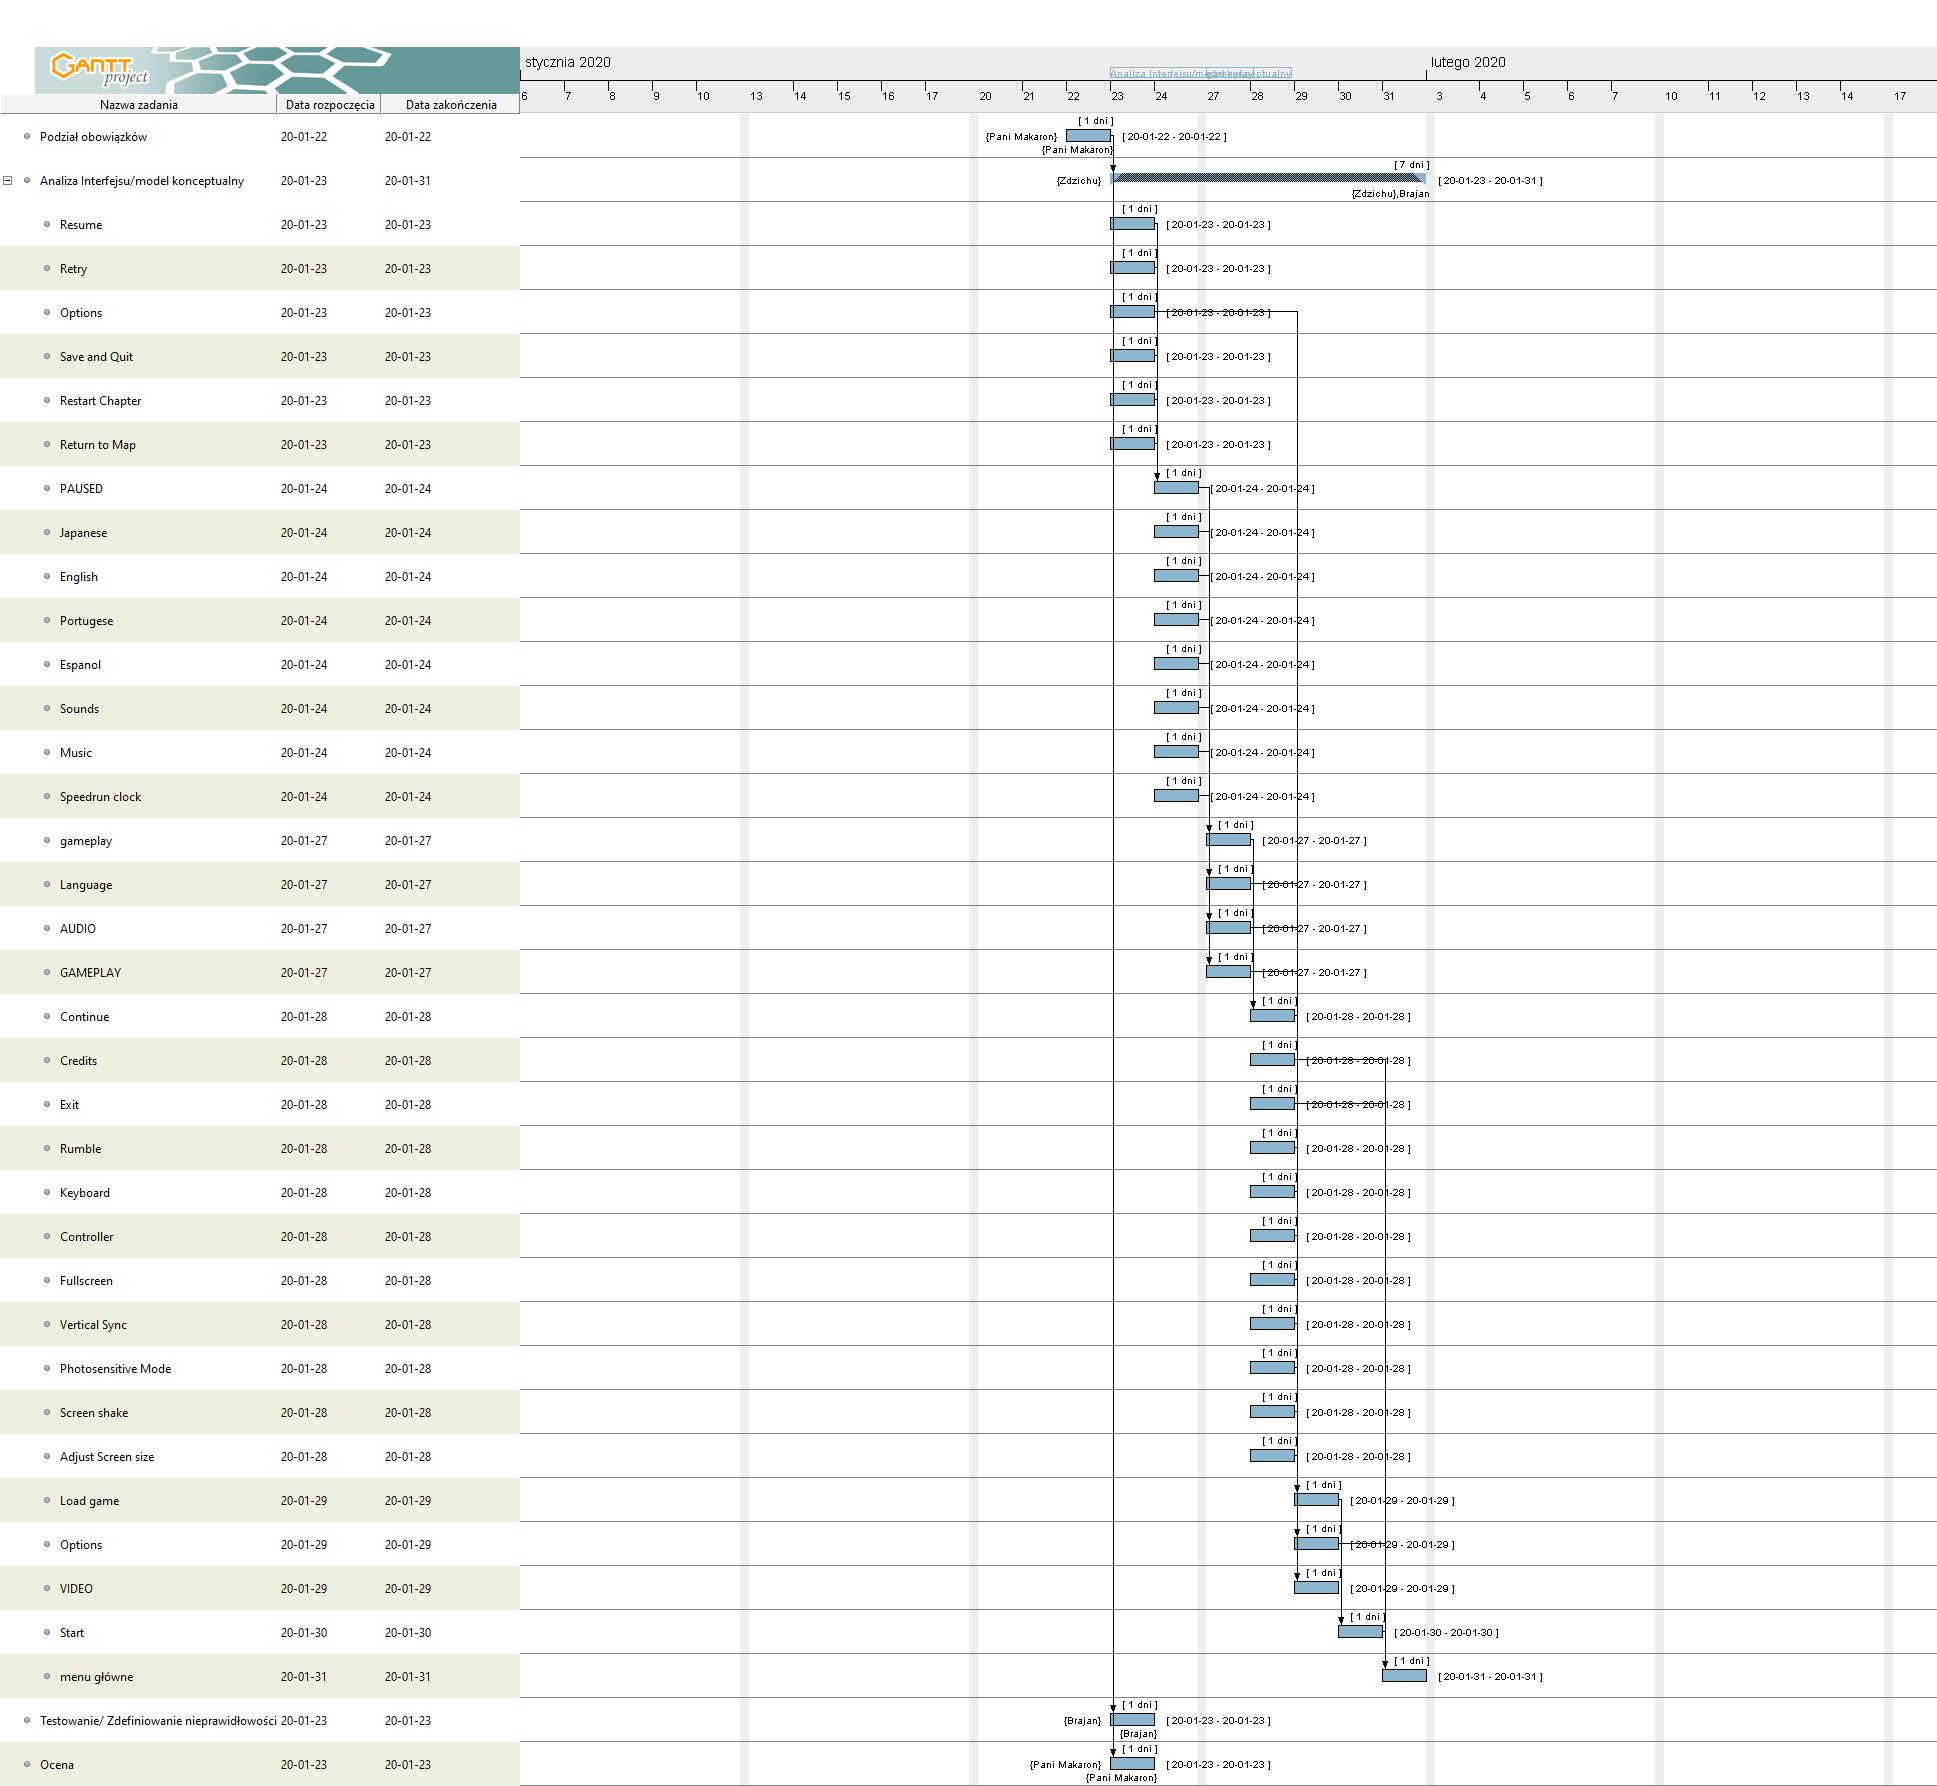 GANTT
project
stycznia 2020
lutego 2020
Analiza Interfejsu/model konceptualny
6 7 8 9 10 13 14 15 16 17 20 21 22 23 24 27 28 29 30 31 3 4 5 6 7 10 11 12 13 14 17
Nazwa zadania Data rozpoczęcia Data zakończenia
[ 1 dni ]
Podział obowiązków 20-01-22 20-01-22 {Pani Makaron} [ 20-01-22 - 20-01-22 ]
{Pani Makaron}
[ 7 dni ]
Analiza Interfejsu/model konceptualny 20-01-23 20-01-31 {Zdzichu} [ 20-01-23 - 20-01-31 ]
{Zdzichu},Brajan
[ 1 dni ]
Resume 20-01-23 20-01-23 [ 20-01-23 - 20-01-23 ]
[ 1 dni ]
Retry 20-01-23 20-01-23 [ 20-01-23 - 20-01-23 ]
[ 1 dni ]
Options 20-01-23 20-01-23 [ 20-01-23 - 20-01-23 ]
[ 1 dni ]
Save and Quit 20-01-23 20-01-23 [ 20-01-23 - 20-01-23 ]
[ 1 dni ]
Restart Chapter 20-01-23 20-01-23 [ 20-01-23 - 20-01-23 ]
[ 1 dni ]
Return to Map 20-01-23 20-01-23 [ 20-01-23 - 20-01-23 ]
[ 1 dni ]
PAUSED 20-01-24 20-01-24 [ 20-01-24 - 20-01-24 ]
[ 1 dni ]
Japanese 20-01-24 20-01-24 [ 20-01-24 - 20-01-24 ]
[ 1 dni ]
English 20-01-24 20-01-24 [ 20-01-24 - 20-01-24 ]
[ 1 dni ]
Portugese 20-01-24 20-01-24 [ 20-01-24 - 20-01-24 ]
[ 1 dni ]
Espanol 20-01-24 20-01-24 [ 20-01-24 - 20-01-24 ]
[ 1 dni ]
Sounds 20-01-24 20-01-24 [ 20-01-24 - 20-01-24 ]
[ 1 dni ]
Music 20-01-24 20-01-24 [ 20-01-24 - 20-01-24 ]
[ 1 dni ]
Speedrun clock 20-01-24 20-01-24 [ 20-01-24 - 20-01-24 ]
[ 1 dni ]
gameplay 20-01-27 20-01-27 [ 20-01-27 - 20-01-27 ]
[ 1 dni ]
Language 20-01-27 20-01-27 [ 20-01-27 - 20-01-27 ]
[ 1 dni ]
AUDIO 20-01-27 20-01-27 [ 20-01-27 - 20-01-27 ]
[ 1 dni ]
GAMEPLAY 20-01-27 20-01-27 [ 20-01-27 - 20-01-27 ]
[ 1 dni ]
Continue 20-01-28 20-01-28 [ 20-01-28 - 20-01-28 ]
[ 1 dni ]
Credits 20-01-28 20-01-28 [ 20-01-28 - 20-01-28 ]
[ 1 dni ]
Exit 20-01-28 20-01-28 [ 20-01-28 - 20-01-28 ]
[ 1 dni ]
Rumble 20-01-28 20-01-28 [ 20-01-28 - 20-01-28 ]
[ 1 dni ]
Keyboard 20-01-28 20-01-28 [ 20-01-28 - 20-01-28 ]
[ 1 dni ]
Controller 20-01-28 20-01-28 [ 20-01-28 - 20-01-28 ]
[ 1 dni ]
Fullscreen 20-01-28 20-01-28 [ 20-01-28 - 20-01-28 ]
[ 1 dni ]
Vertical Sync 20-01-28 20-01-28 [ 20-01-28 - 20-01-28 ]
[ 1 dni ]
Photosensitive Mode 20-01-28 20-01-28 [ 20-01-28 - 20-01-28 ]
[ 1 dni ]
Screen shake 20-01-28 20-01-28 [ 20-01-28 - 20-01-28 ]
[ 1 dni ]
Adjust Screen size 20-01-28 20-01-28 [ 20-01-28 - 20-01-28 ]
[ 1 dni ]
Load game 20-01-29 20-01-29 [ 20-01-29 - 20-01-29 ]
[ 1 dni ]
Options 20-01-29 20-01-29 [ 20-01-29 - 20-01-29 ]
[ 1 dni ]
VIDEO 20-01-29 20-01-29 [ 20-01-29 - 20-01-29 ]
[ 1 dni ]
Start 20-01-30 20-01-30 [ 20-01-30 - 20-01-30 ]
[ 1 dni ]
menu główne 20-01-31 20-01-31 [ 20-01-31 - 20-01-31 ]
[ 1 dni ]
Testowanie/ Zdefiniowanie nieprawidłowości 20-01-23 20-01-23 {Brajan} [ 20-01-23 - 20-01-23 ]
{Brajan}
[ 1 dni ]
Ocena 20-01-23 20-01-23 {Pani Makaron} [ 20-01-23 - 20-01-23 ]
{Pani Makaron}